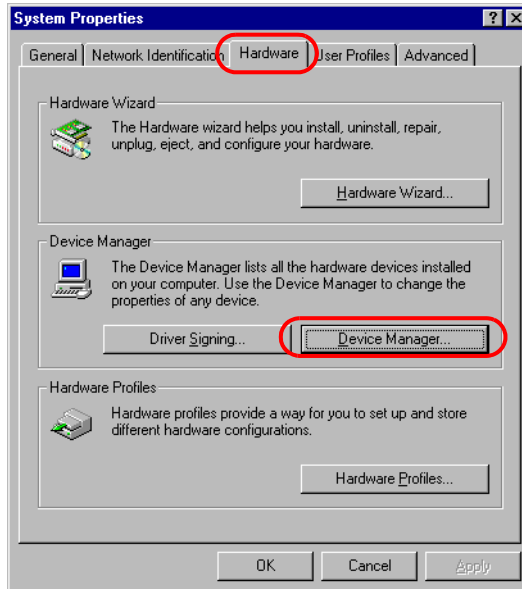 System Properties
General Network Identification Hardware User Profiles Advanced
Hardware Wizard
The Hardware wizard helps you install, uninstall, repair,
unplug, eject, and configure your hardware.
Hardware Wizard...
Device Manager
The Device Manager lists all the hardware devices installed
on your computer. Use the Device Manager to change the
properties of any device.
Driver Signing... Device Manager...
Hardware Profiles
Hardware profiles provide a way for you to set up and store
different hardware configurations.
Hardware Profiles...
OK Cancel Apply